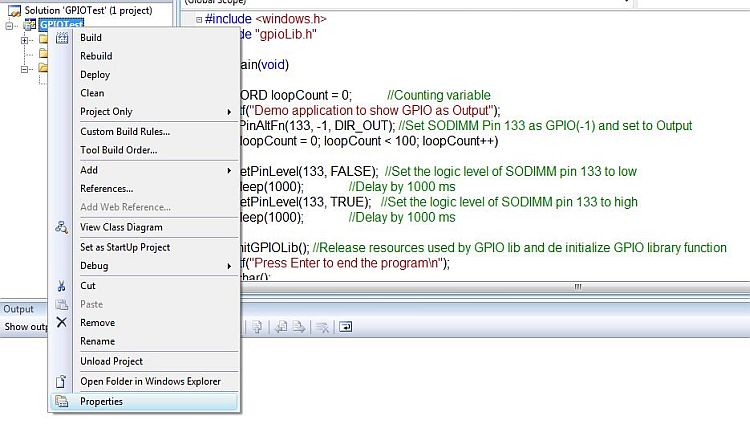 (Global Scope)
Solution 'GPIOTest' (1 project)
GPIOTest
Build
Rebuild
Deploy
Clean
Project Only
Custom Build Rules...
Tool Build Order...
Add
References...
Add Web Reference...
View Class Diagram
Set as StartUp Project
Debug
Cut
Paste
Remove
Rename
Unload Project
Open Folder in Windows Explorer
Properties
#include <windows.h>
"gpioLib.h"
ain(void)
ORD loopCount = 0; //Counting variable
tf("Demo application to show GPIO as Output");
PinAltFn(133, -1, DIR_OUT); //Set SODIMM Pin 133 as GPIO(-1) and set to Output
loopCount = 0; loopCount < 100; loopCount++)
etPinLevel(133, FALSE); //Set the logic level of SODIMM pin 133 to low
leep(1000); //Delay by 1000 ms
etPinLevel(133, TRUE); //Set the logic level of SODIMM pin 133 to high
leep(1000); //Delay by 1000 ms
nitGPIOLib(); //Release resources used by GPIO lib and de initialize GPIO library function
tf("Press Enter to end the program\n");
Output
Show outp